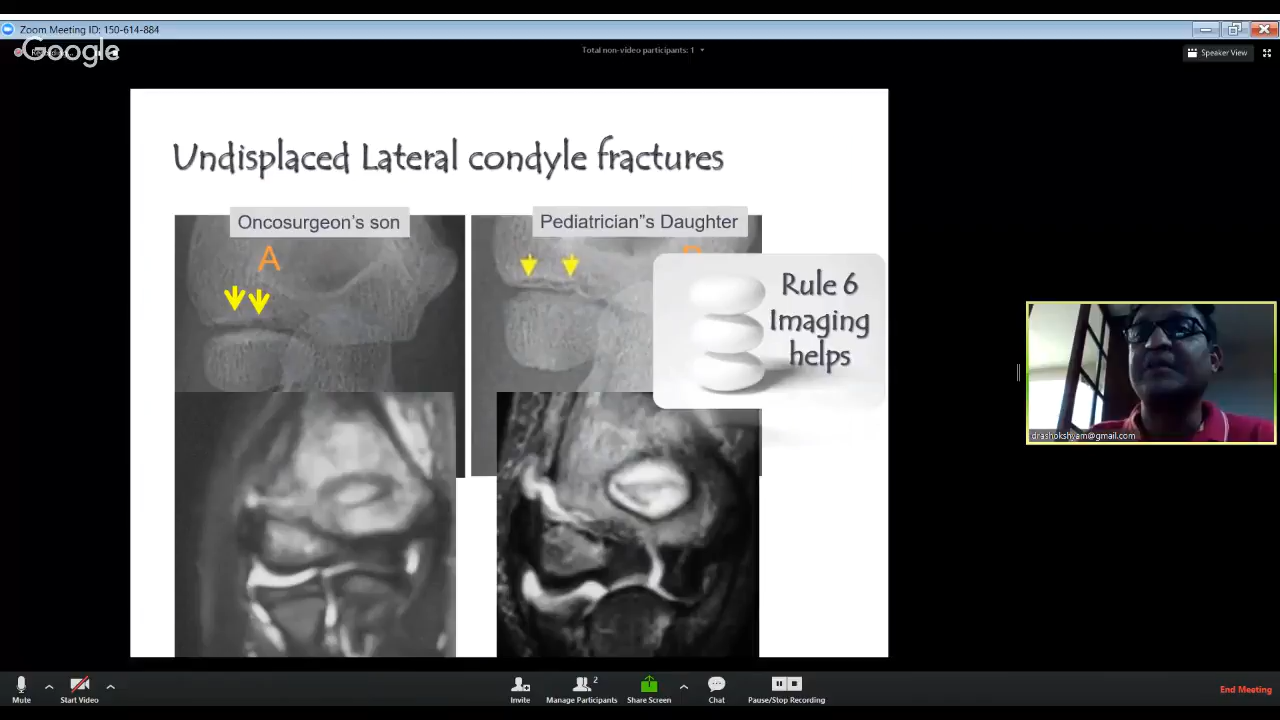 Zoom Meeting ID: 150-614-884
Google
Total non-video participants: 1
Speaker View
Undisplaced Lateral condyle fractures
Oncosurgeon's son
Pediatrician"s Daughter
A
Rule 6
Imaging
helps
drashokshyam@gmail.com
Mute
Start Video
Invite
2
Manage Participants
Share Screen
Chat
Pause/Stop Recording
End Meeting